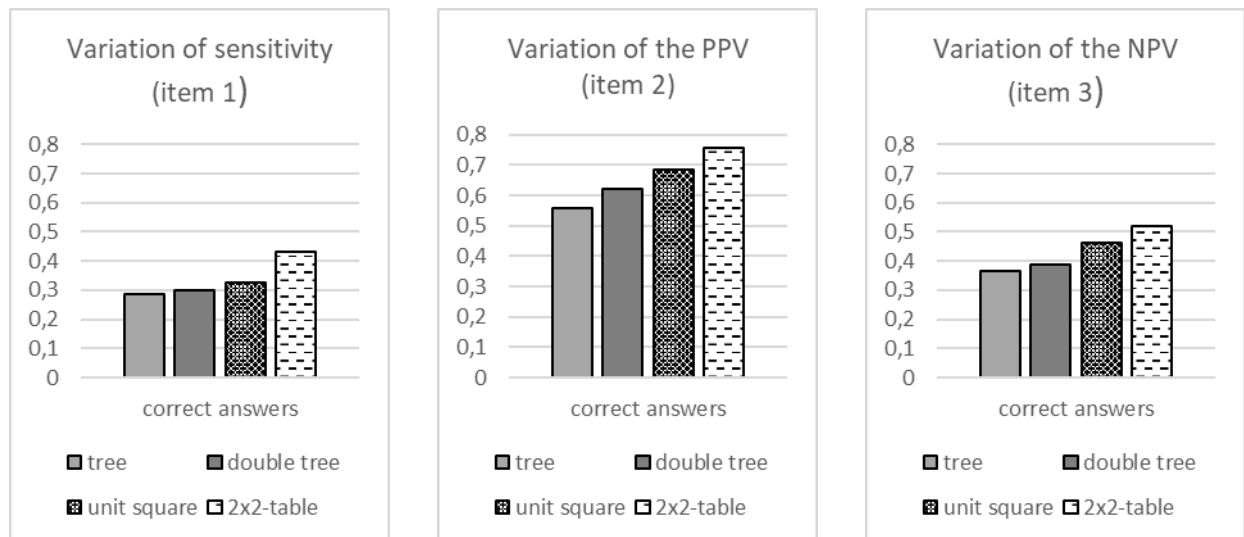 Variation of sensitivity
(item 1)
0,8
0,7
0,6
0,5
0,4
0,3
0,2
0,1
0
correct answers
tree double tree
unit square 2x2-table
Variation of the PPV
(item 2)
0,8
0,7
0,6
0,5
0,4
0,3
0,2
0,1
0
correct answers
tree double tree
unit square 2x2-table
Variation of the NPV
(item 3)
0,8
0,7
0,6
0,5
0,4
0,3
0,2
0,1
0
correct answers
tree double tree
unit square 2x2-table